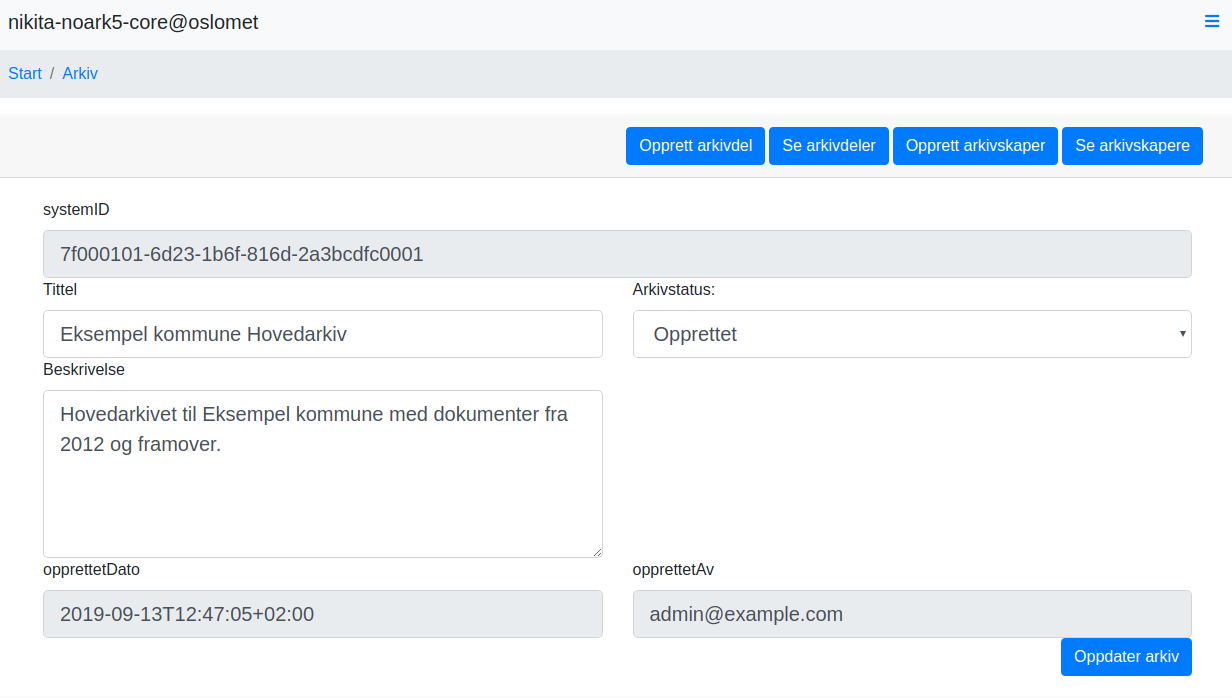 nikita-noark5-core@oslomet
Start / Arkiv
Opprett arkivdel Se arkivdeler Opprett arkivskaper Se arkivskapere
systemID
7f000101-6d23-1b6f-816d-2a3bcdfc0001
Tittel Arkivstatus:
Eksempel kommune Hovedarkiv Opprettet
Beskrivelse
Hovedarkivet til Eksempel kommune med dokumenter fra
2012 og framover.
opprettetDato opprettetAv
2019-09-13T12:47:05+02:00 admin@example.com
Oppdater arkiv